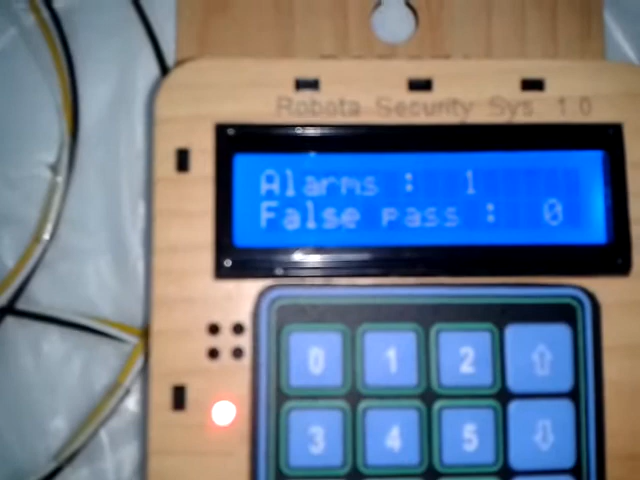 Robota Security Sys 1.0
Alarms : 1
False pass : 0
0 1 2 ⇧
3 4 5 ⇩